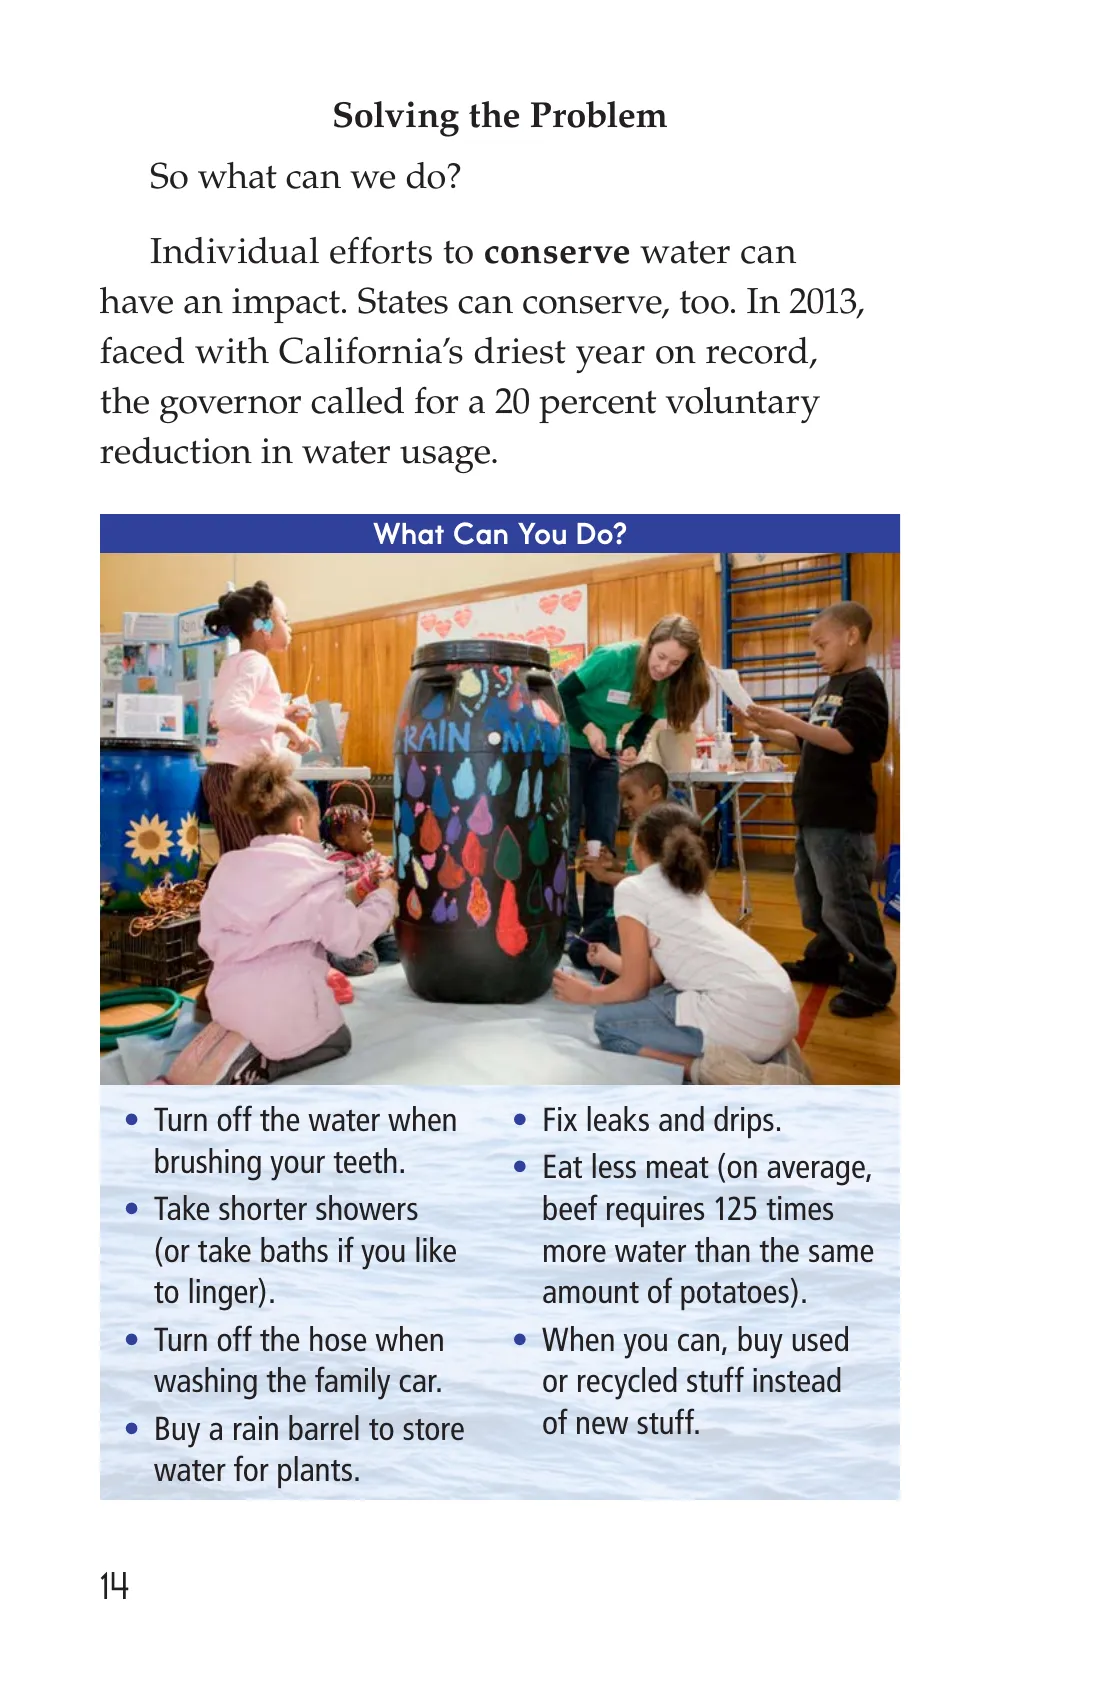 Solving the Problem
So what can we do?
Individual efforts to conserve water can
have an impact. States can conserve, too. In 2013,
faced with California’s driest year on record,
the governor called for a 20 percent voluntary
reduction in water usage.
What Can You Do?
RAIN MAN
• Turn off the water when
brushing your teeth.
• Take shorter showers
(or take baths if you like
to linger).
• Turn off the hose when
washing the family car.
• Buy a rain barrel to store
water for plants.
• Fix leaks and drips.
• Eat less meat (on average,
beef requires 125 times
more water than the same
amount of potatoes).
• When you can, buy used
or recycled stuff instead
of new stuff.
14